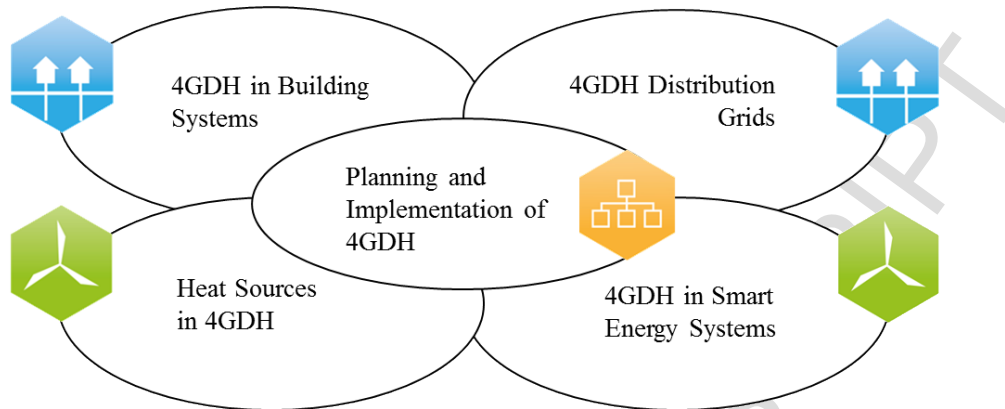 4GDH in Building
Systems
4GDH Distribution
Grids
Planning and
Implementation of
4GDH
Heat Sources
in 4GDH
4GDH in Smart
Energy Systems